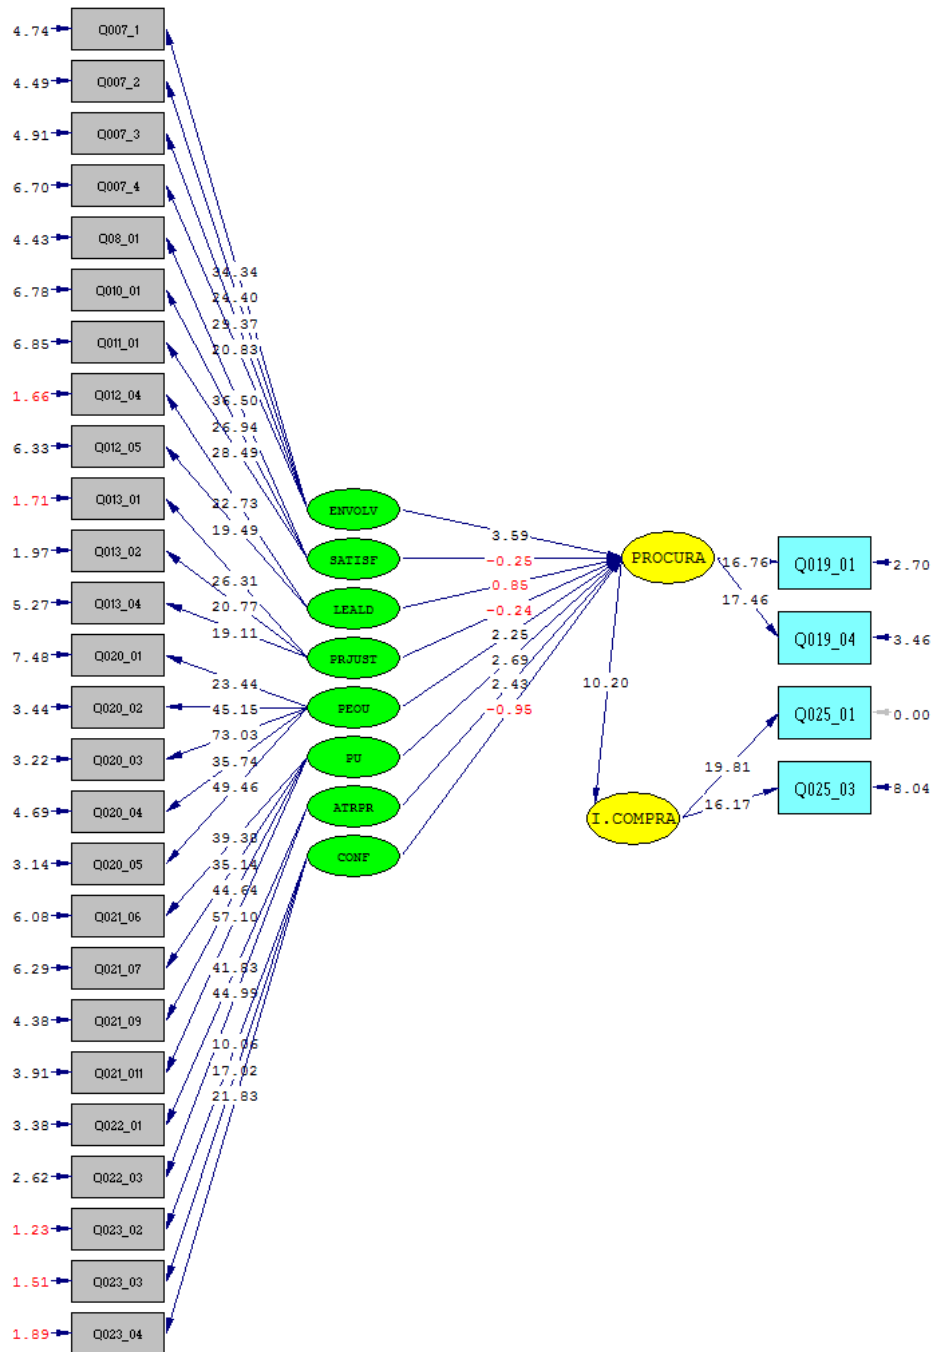 4.74 Q007_1
4.49 Q007_2
4.91 Q007_3
6.70 Q007_4
4.43 Q08_01
6.78 Q010_01
6.85 Q011_01
1.66 Q012_04
6.33 Q012_05
1.71 Q013_01
1.97 Q013_02
5.27 Q013_04
7.48 Q020_01
3.44 Q020_02
3.22 Q020_03
4.69 Q020_04
3.14 Q020_05
6.08 Q021_06
6.29 Q021_07
4.38 Q021_09
3.91 Q021_011
3.38 Q022_01
2.62 Q022_03
1.23 Q023_02
1.51 Q023_03
1.89 Q023_04
34.34
24.40
29.37
20.83
36.50
26.94
28.49
22.73
19.49
26.31
20.77
19.11
23.44
45.15
73.03
35.74
49.46
39.38
35.14
44.64
57.10
41.83
44.99
10.06
17.02
21.83
ENVOLV
SATISF
LEALD
PRJUST
PEOU
PU
ATRPR
CONF
3.59
-0.25
0.85
-0.24
2.25
2.69
2.43
-0.95
PROCURA
10.20
I.COMPRA
16.76
17.46
19.81
16.17
Q019_01 2.70
Q019_04 3.46
Q025_01 0.00
Q025_03 8.04